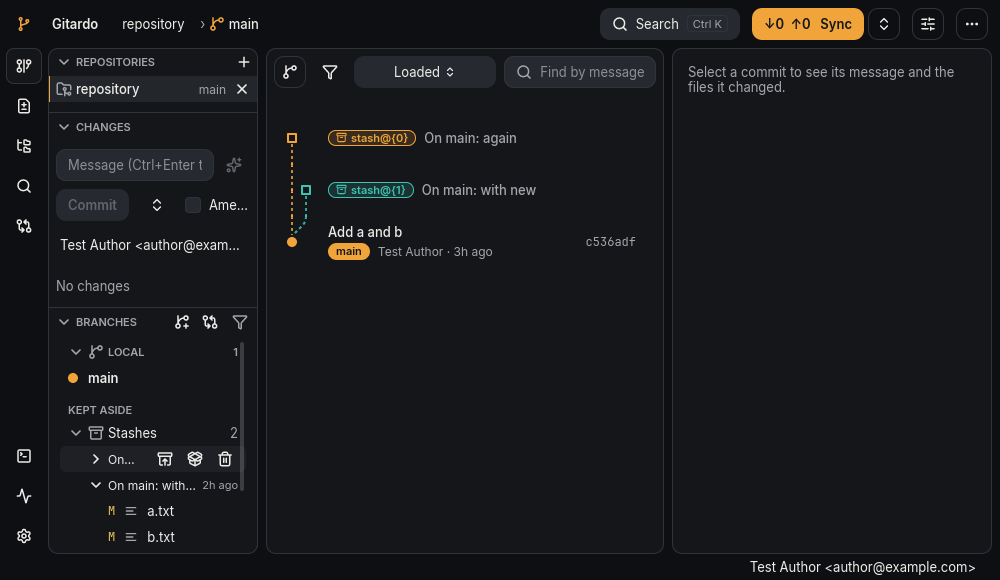 Gitardo repository › main Search Ctrl K ↓0 ↑0 Sync
REPOSITORIES
repository main
CHANGES
Message (Ctrl+Enter t
Commit Ame...
Test Author <author@exam...
No changes
BRANCHES
LOCAL 1
main
KEPT ASIDE
Stashes 2
On...
On main: with... 2h ago
M a.txt
M b.txt
Loaded Find by message
stash@{0} On main: again
stash@{1} On main: with new
Add a and b
main Test Author · 3h ago c536adf
Select a commit to see its message and the
files it changed.
Test Author <author@example.com>